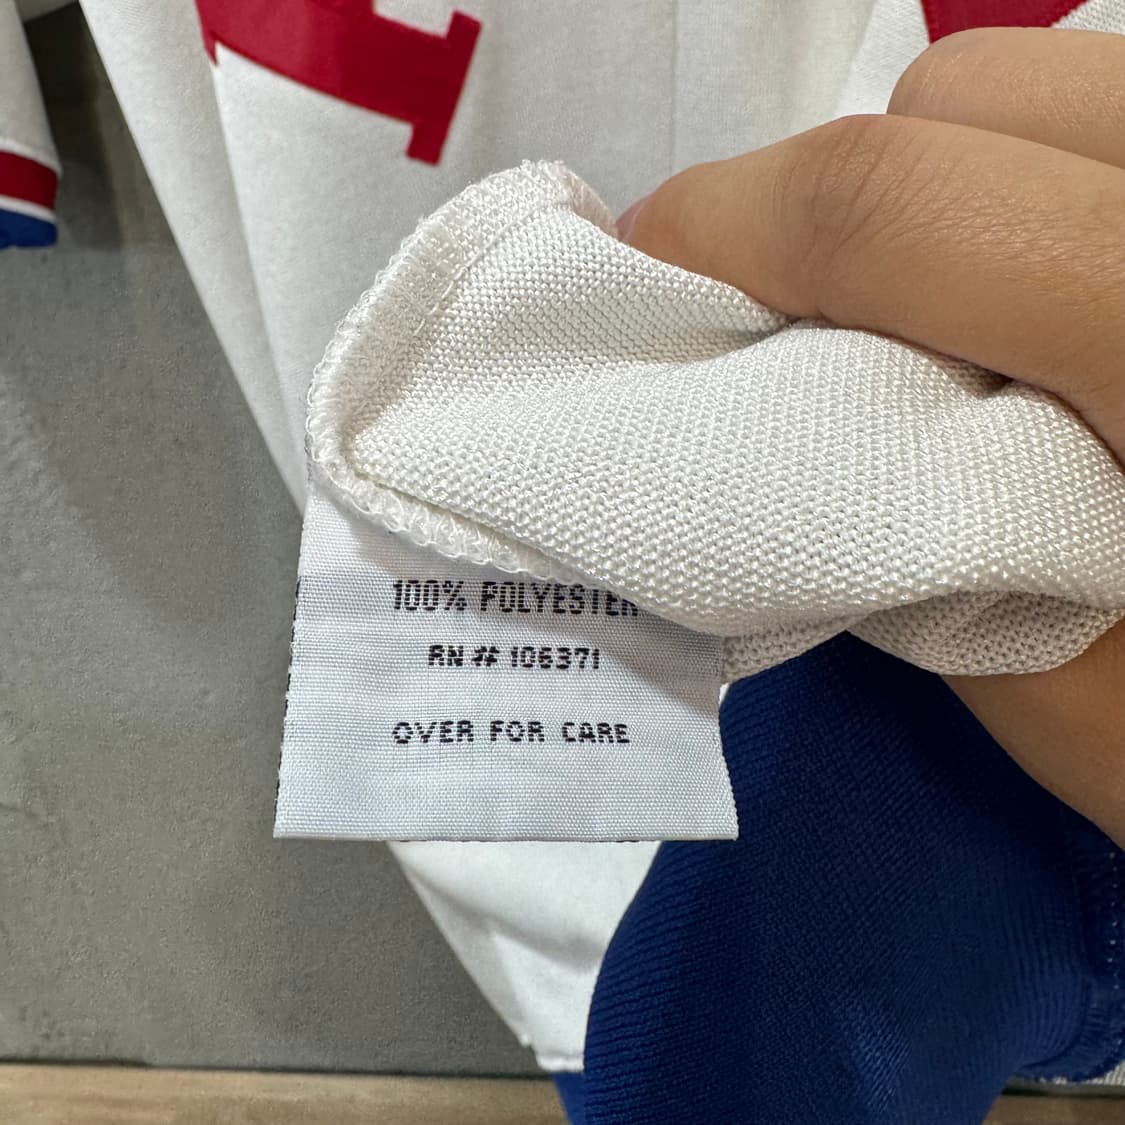 100% POLYESTER
RN # 106371
OVER FOR CARE